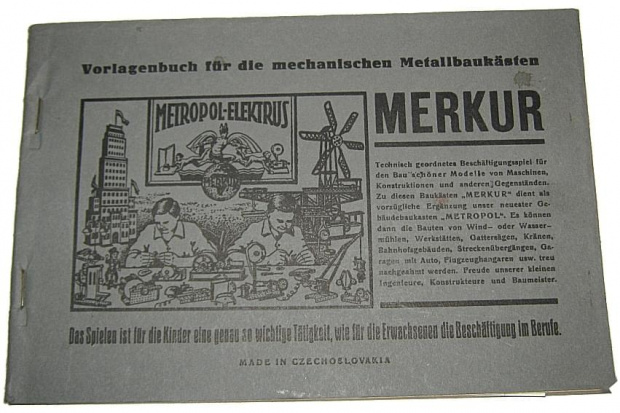 Vorlagenbuch für die mechanischen Metallbaukästen
METROPOL-ELEKTRUS
MERKUR
MERKUR
Technisch geordnetes Beschäftigungsspiel für
den Bau schöner Modelle von Maschinen,
Konstruktionen und anderen Gegenständen.
Zu diesen Baukästen „MERKUR" dient als
vorzügliche Ergänzung unser neuester Ge-
bäudebaukasten „METROPOL". Es können
dann die Bauten von Wind- oder Wasser-
mühlen, Werkstätten, Gattersägen, Kränen,
Bahnhofsgebäuden, Streckenübergängen, Ga-
ragen mit Auto, Flugzeughangaren usw. treu
nachgeahmt werden. Freude unserer kleinen
Ingenieure, Konstrukteure und Baumeister.
Das Spielen ist für die Kinder eine genau so wichtige Tätigkeit, wie für die Erwachsenen die Beschäftigung im Berufe.
MADE IN CZECHOSLOVAKIA